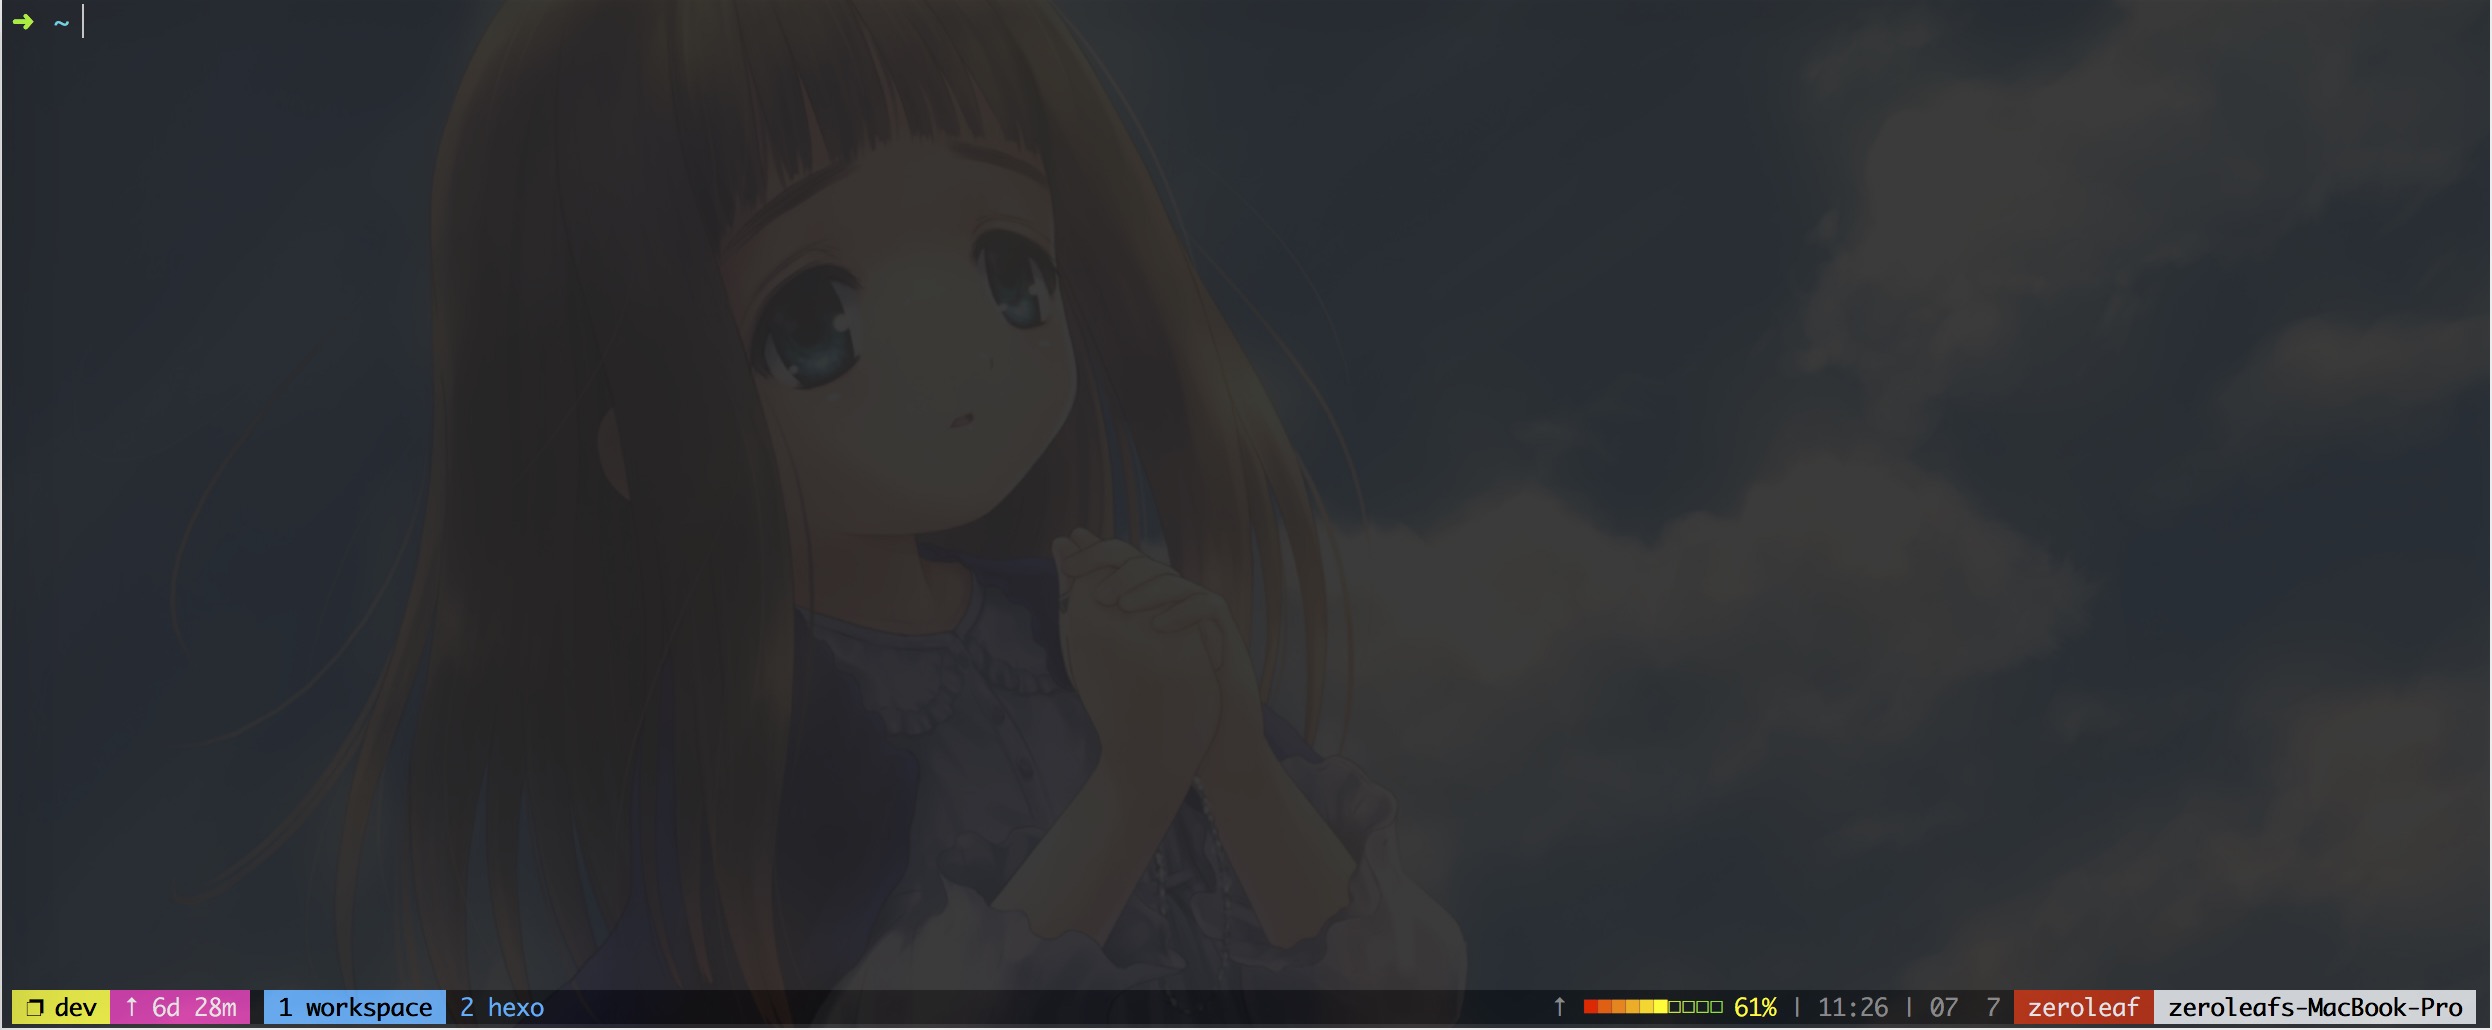 ➜ ~
❐ dev ↑ 6d 28m 1 workspace 2 hexo ↑ ■■■■■■□□□□ 61% | 11:26 | 07 7 zeroleaf zeroleafs-MacBook-Pro